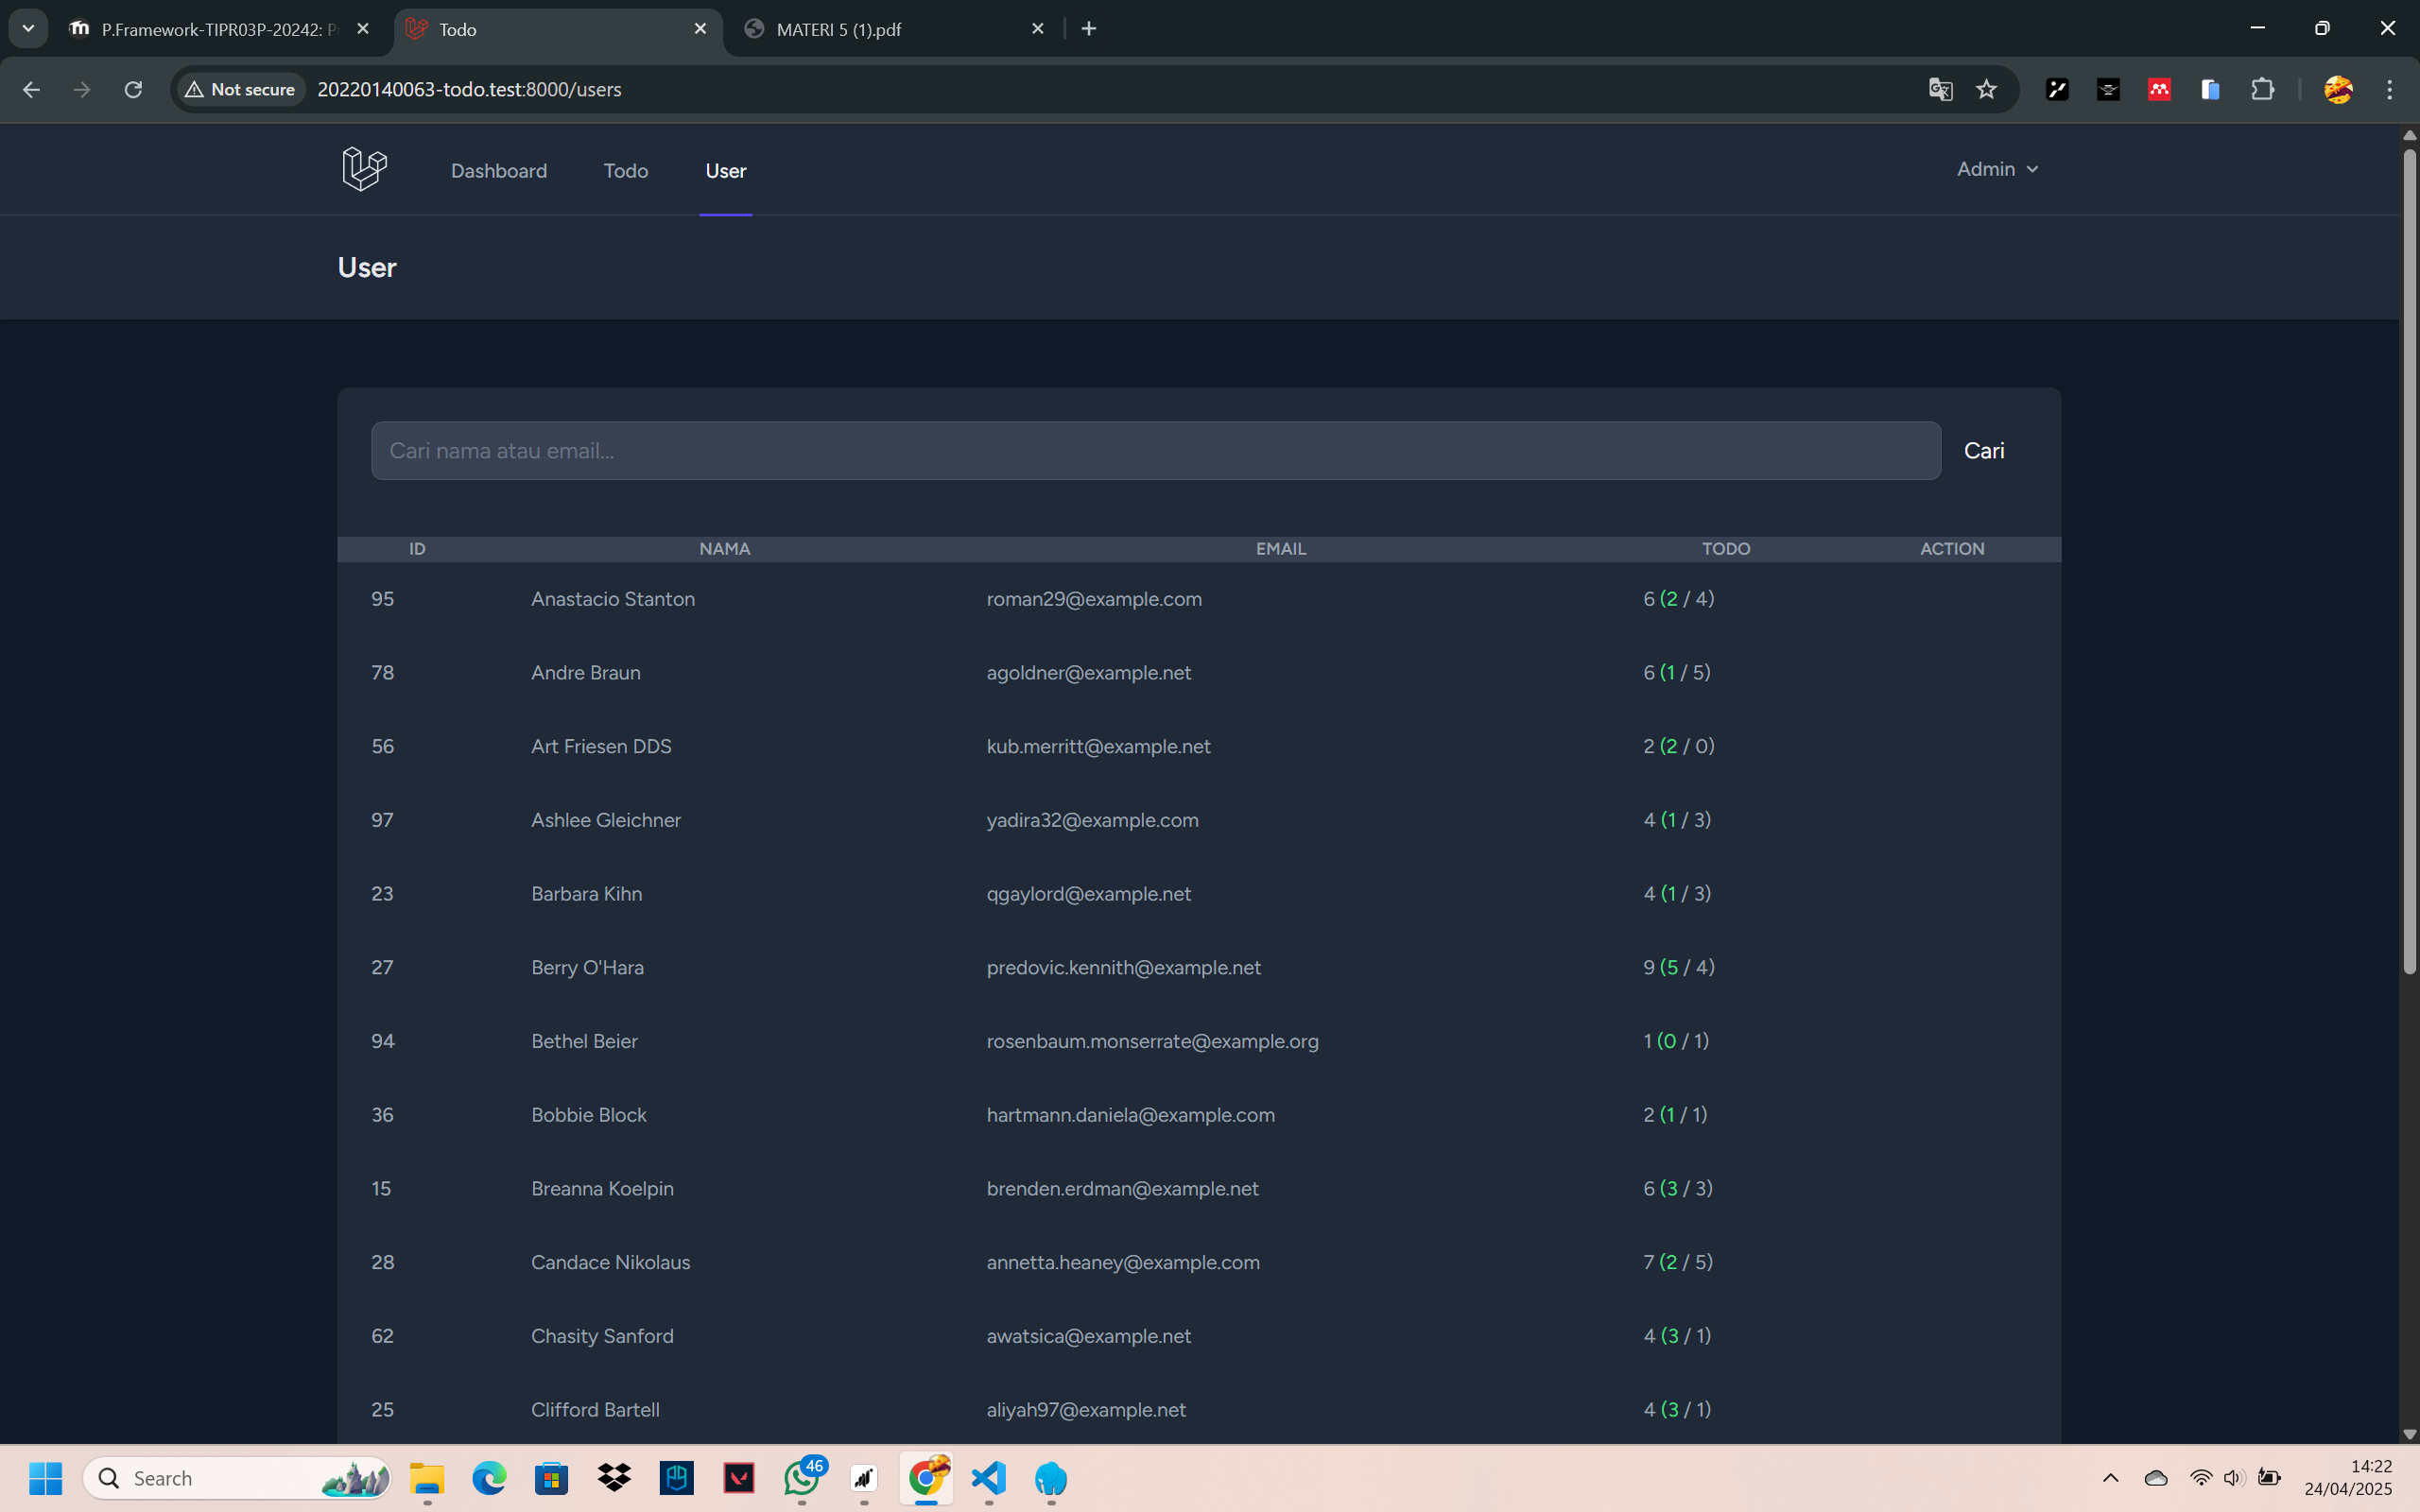 P.Framework-TIPR03P-20242: P
Todo
MATERI 5 (1).pdf
Not secure
20220140063-todo.test:8000/users
Dashboard
Todo
User
Admin
User
Cari nama atau email...
Cari
ID NAMA EMAIL TODO ACTION
95 Anastacio Stanton roman29@example.com 6 (2 / 4)
78 Andre Braun agoldner@example.net 6 (1 / 5)
56 Art Friesen DDS kub.merritt@example.net 2 (2 / 0)
97 Ashlee Gleichner yadira32@example.com 4 (1 / 3)
23 Barbara Kihn qgaylord@example.net 4 (1 / 3)
27 Berry O'Hara predovic.kennith@example.net 9 (5 / 4)
94 Bethel Beier rosenbaum.monserrate@example.org 1 (0 / 1)
36 Bobbie Block hartmann.daniela@example.com 2 (1 / 1)
15 Breanna Koelpin brenden.erdman@example.net 6 (3 / 3)
28 Candace Nikolaus annetta.heaney@example.com 7 (2 / 5)
62 Chasity Sanford awatsica@example.net 4 (3 / 1)
25 Clifford Bartell aliyah97@example.net 4 (3 / 1)
Search
46
14:22
24/04/2025